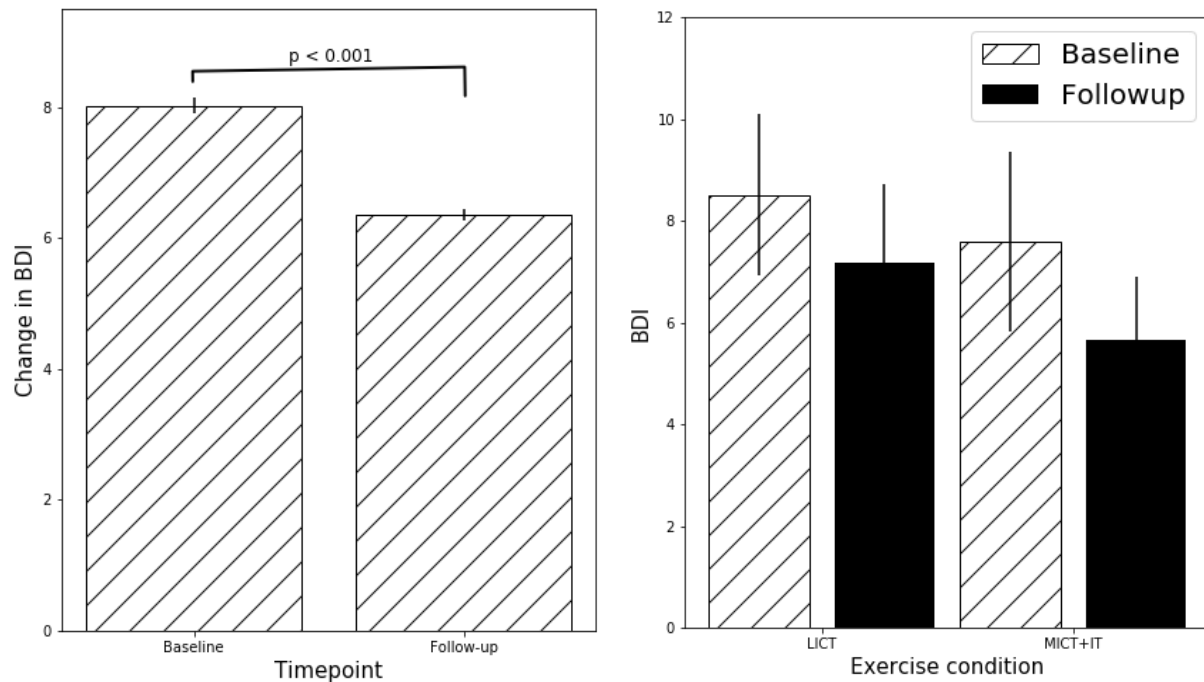 p < 0.001
8
6
4
2
0
Change in BDI
Baseline
Follow-up
Timepoint
12
10
8
6
4
2
0
BDI
Baseline
Followup
LICT
MICT+IT
Exercise condition